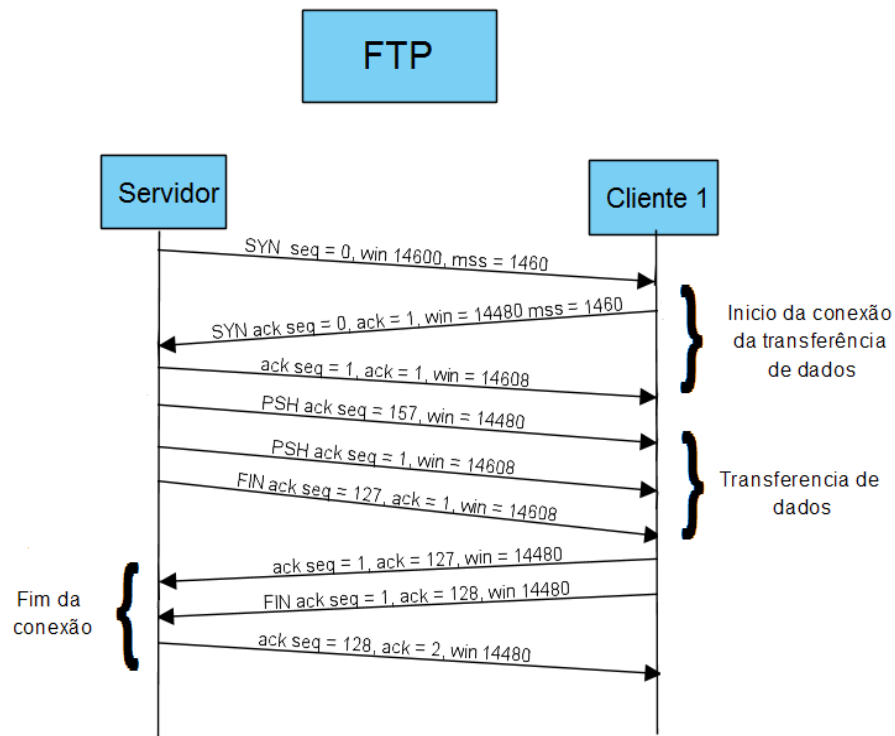 FTP
Servidor
Cliente 1
SYN seq = 0, win 14600, mss = 1460
SYN ack seq = 0, ack = 1, win = 14480 mss = 1460
ack seq = 1, ack = 1, win = 14608
PSH ack seq = 157, win = 14480
PSH ack seq = 1, win = 14608
FIN ack seq = 127, ack = 1, win = 14608
ack seq = 1, ack = 127, win = 14480
FIN ack seq = 1, ack = 128, win 14480
ack seq = 128, ack = 2, win 14480
Inicio da conexão
da transferência
de dados
Transferencia de
dados
Fim da
conexão